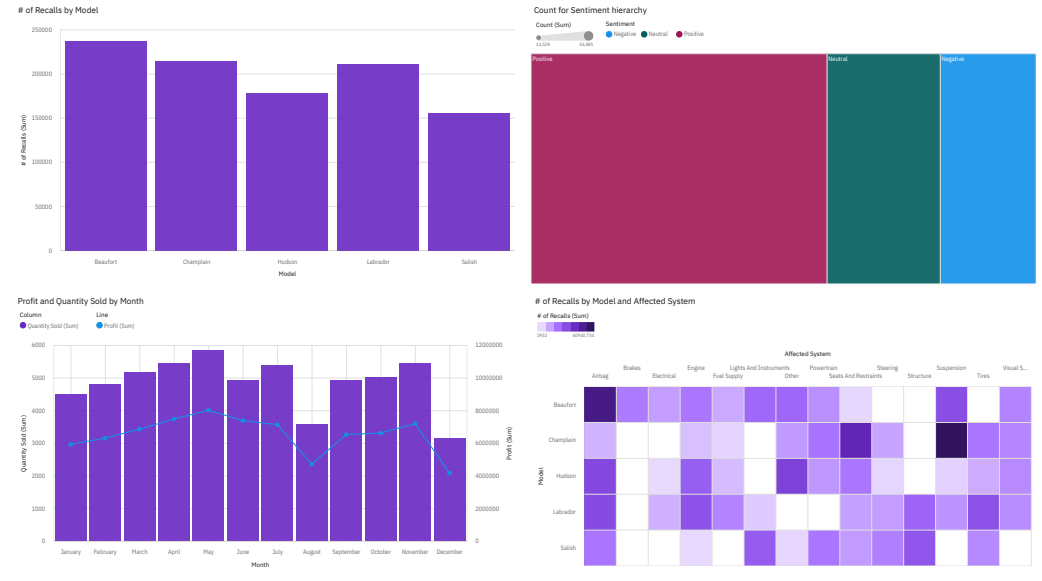 # of Recalls by Model
250000
200000
150000
100000
50000
0
# of Recalls (Sum)
Beaufort Champlain Hudson Labrador Salish
Model
Count for Sentiment hierarchy
Count (Sum) Sentiment
Negative Neutral Positive
Positive Neutral Negative
Profit and Quantity Sold by Month
Column Line
Quantity Sold (Sum) Profit (Sum)
6000 12000000
5000 10000000
4000 8000000
3000 6000000
2000 4000000
1000 2000000
0 0
Quantity Sold (Sum)
Profit (Sum)
January February March April May June July August September October November December
Month
# of Recalls by Model and Affected System
# of Recalls (Sum)
2912
Affected System
Brakes Engine Lights And Instruments Powertrain Steering Suspension Visual S...
Airbag Electrical Fuel Supply Other Seats And Restraints Structure Tires
Model
Beaufort
Champlain
Hudson
Labrador
Salish